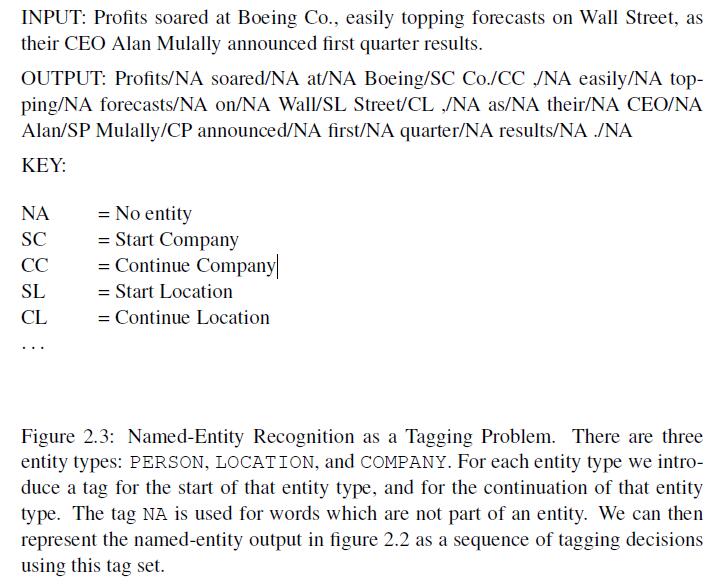 INPUT: Profits soared at Boeing Co., easily topping forecasts on Wall Street, as
their CEO Alan Mulally announced first quarter results.
OUTPUT: Profits/NA soared/NA at/NA Boeing/SC Co./CC ,/NA easily/NA top-
ping/NA forecasts/NA on/NA Wall/SL Street/CL ,/NA as/NA their/NA CEO/NA
Alan/SP Mulally/CP announced/NA first/NA quarter/NA results/NA ./NA
KEY:
NA = No entity
SC = Start Company
CC = Continue Company
SL = Start Location
CL = Continue Location
...
Figure 2.3: Named-Entity Recognition as a Tagging Problem. There are three
entity types: PERSON, LOCATION, and COMPANY. For each entity type we intro-
duce a tag for the start of that entity type, and for the continuation of that entity
type. The tag NA is used for words which are not part of an entity. We can then
represent the named-entity output in figure 2.2 as a sequence of tagging decisions
using this tag set.